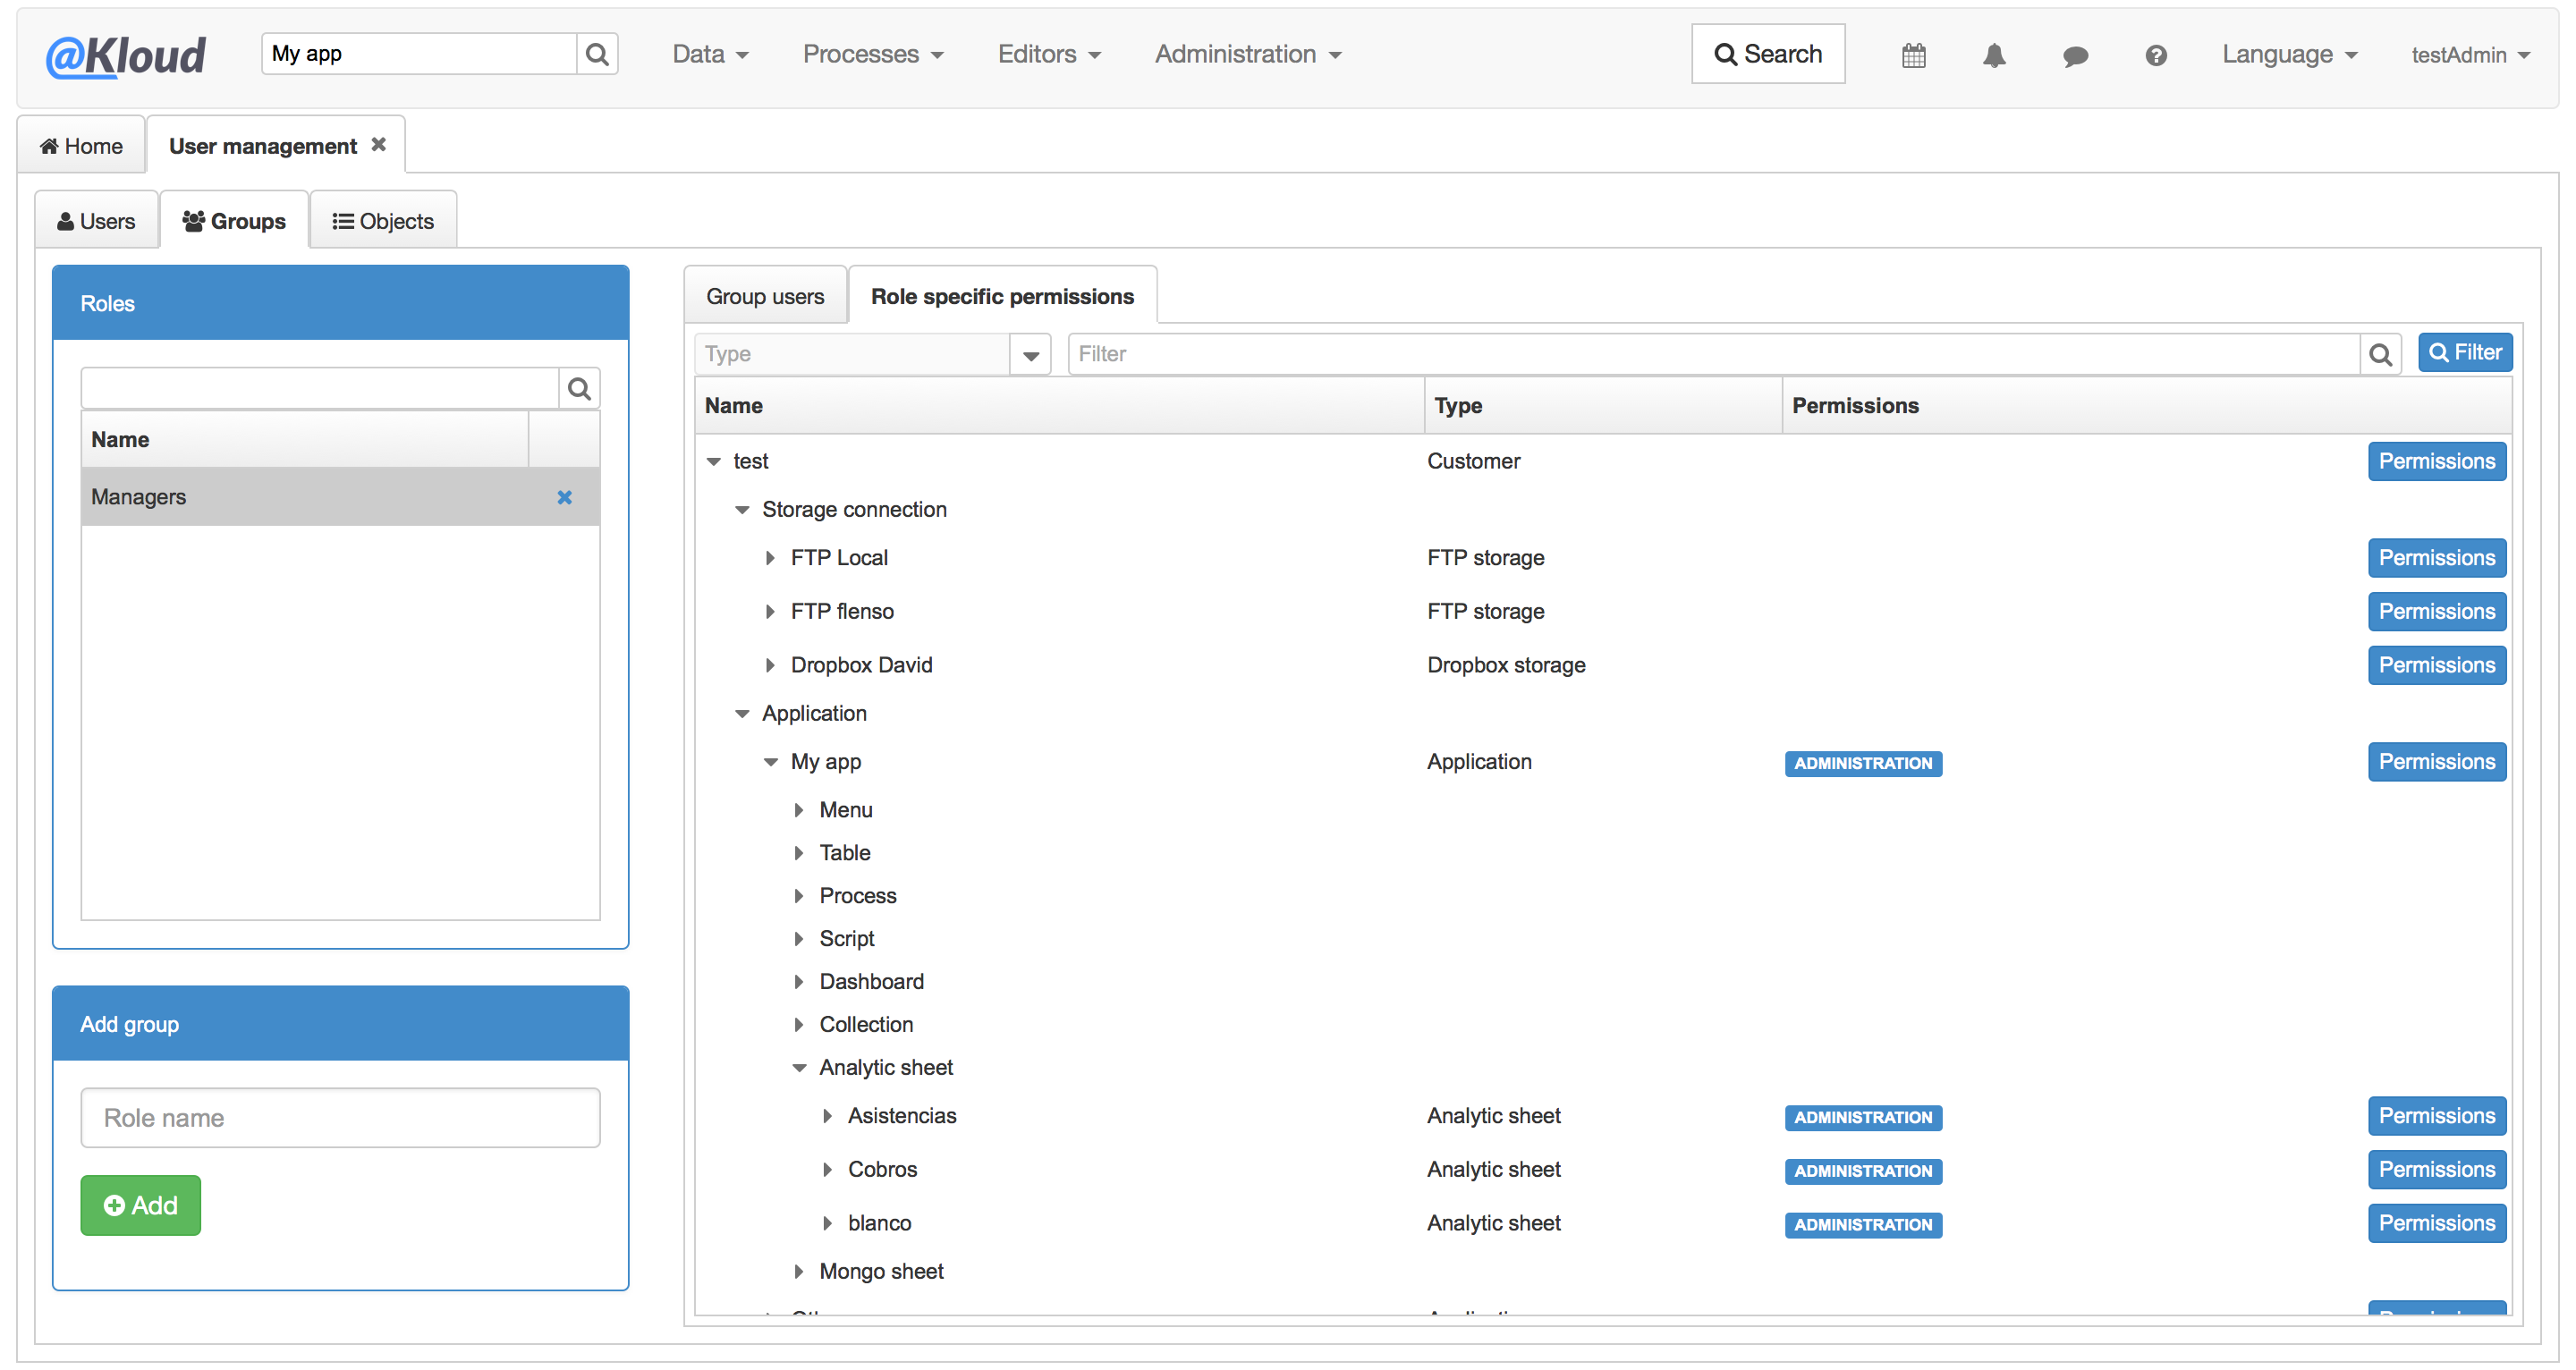 @Kloud My app Data Processes Editors Administration Search Language testAdmin
Home User management
Users Groups Objects
Roles
Name
Managers
Add group
Role name
Add
Group users Role specific permissions
Type Filter Filter
Name Type Permissions
test Customer Permissions
Storage connection
FTP Local FTP storage Permissions
FTP flenso FTP storage Permissions
Dropbox David Dropbox storage Permissions
Application
My app Application ADMINISTRATION Permissions
Menu
Table
Process
Script
Dashboard
Collection
Analytic sheet
Asistencias Analytic sheet ADMINISTRATION Permissions
Cobros Analytic sheet ADMINISTRATION Permissions
blanco Analytic sheet ADMINISTRATION Permissions
Mongo sheet